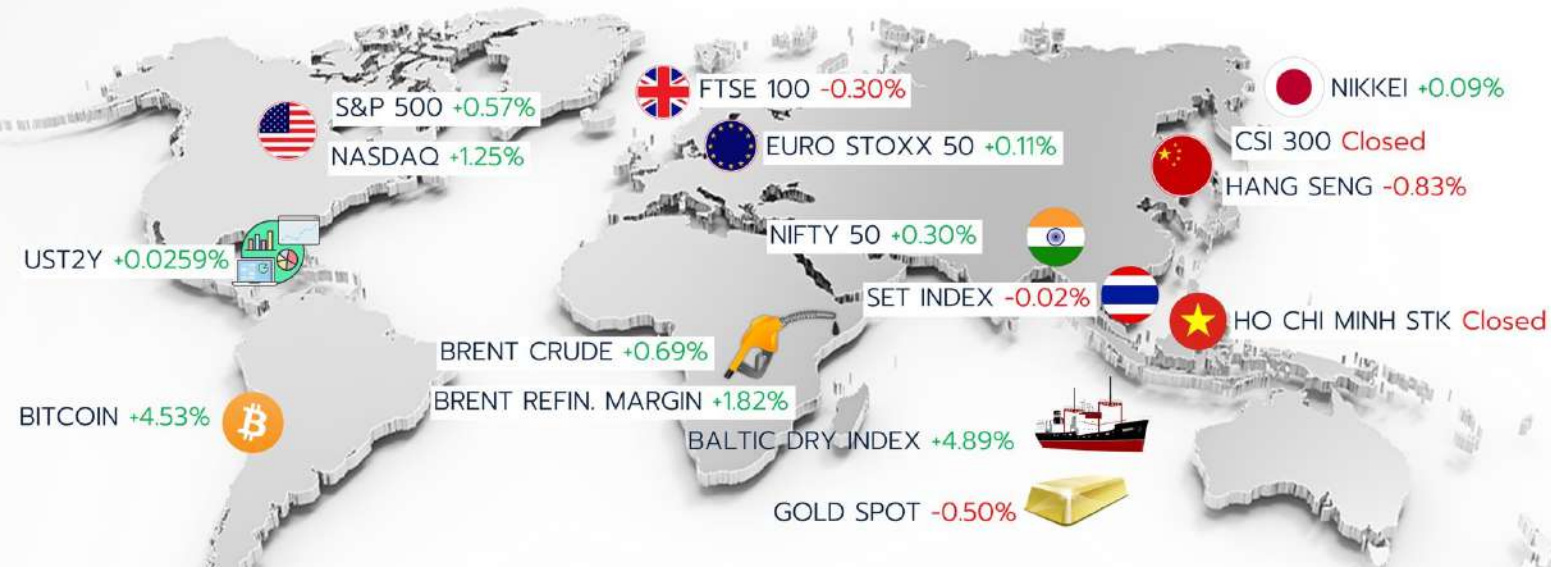 S&P 500 +0.57%
NASDAQ +1.25%
FTSE 100 -0.30%
EURO STOXX 50 +0.11%
NIKKEI +0.09%
CSI 300 Closed
HANG SENG -0.83%
UST2Y +0.0259%
NIFTY 50 +0.30%
SET INDEX -0.02%
HO CHI MINH STK Closed
BRENT CRUDE +0.69%
BRENT REFIN. MARGIN +1.82%
BITCOIN +4.53%
BALTIC DRY INDEX +4.89%
GOLD SPOT -0.50%